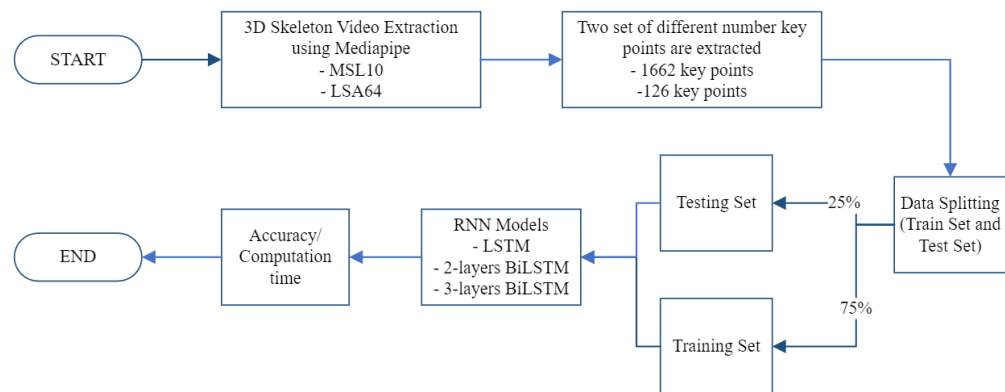 START
3D Skeleton Video Extraction
using Mediapipe
- MSL10
- LSA64
Two set of different number key
points are extracted
- 1662 key points
-126 key points
Data Splitting
(Train Set and
Test Set)
25%
75%
Testing Set
Training Set
RNN Models
- LSTM
- 2-layers BiLSTM
- 3-layers BiLSTM
Accuracy/
Computation
time
END